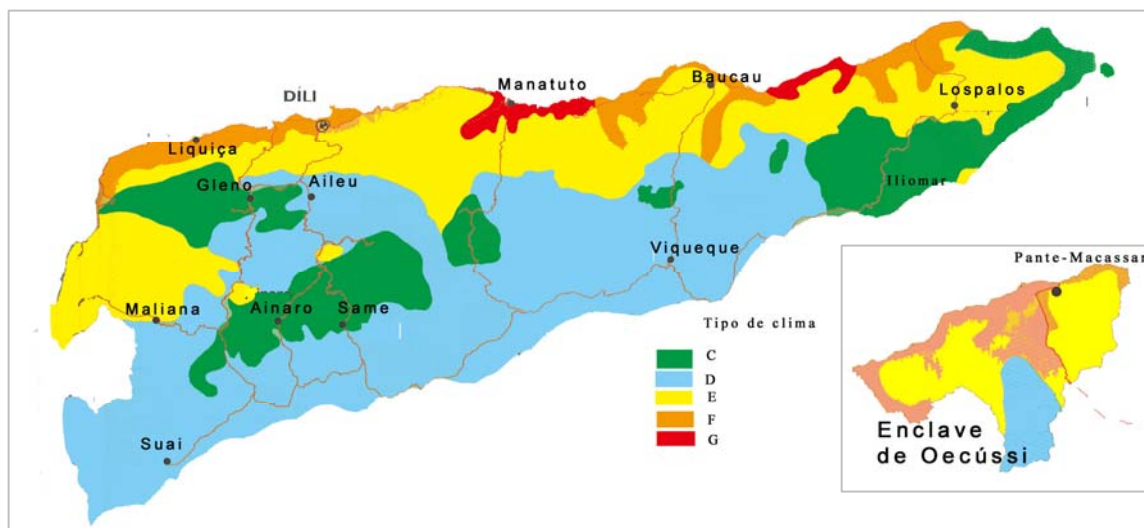 Manatuto
Baucau
DÍLI
Lospalos
Liquiça
Gleno
Aileu
Iliomar
Viqueque
Maliana
Ainaro
Same
Suai
Tipo de clima
C
D
E
F
G
Pante-Macassar
Enclave
de Oecússi